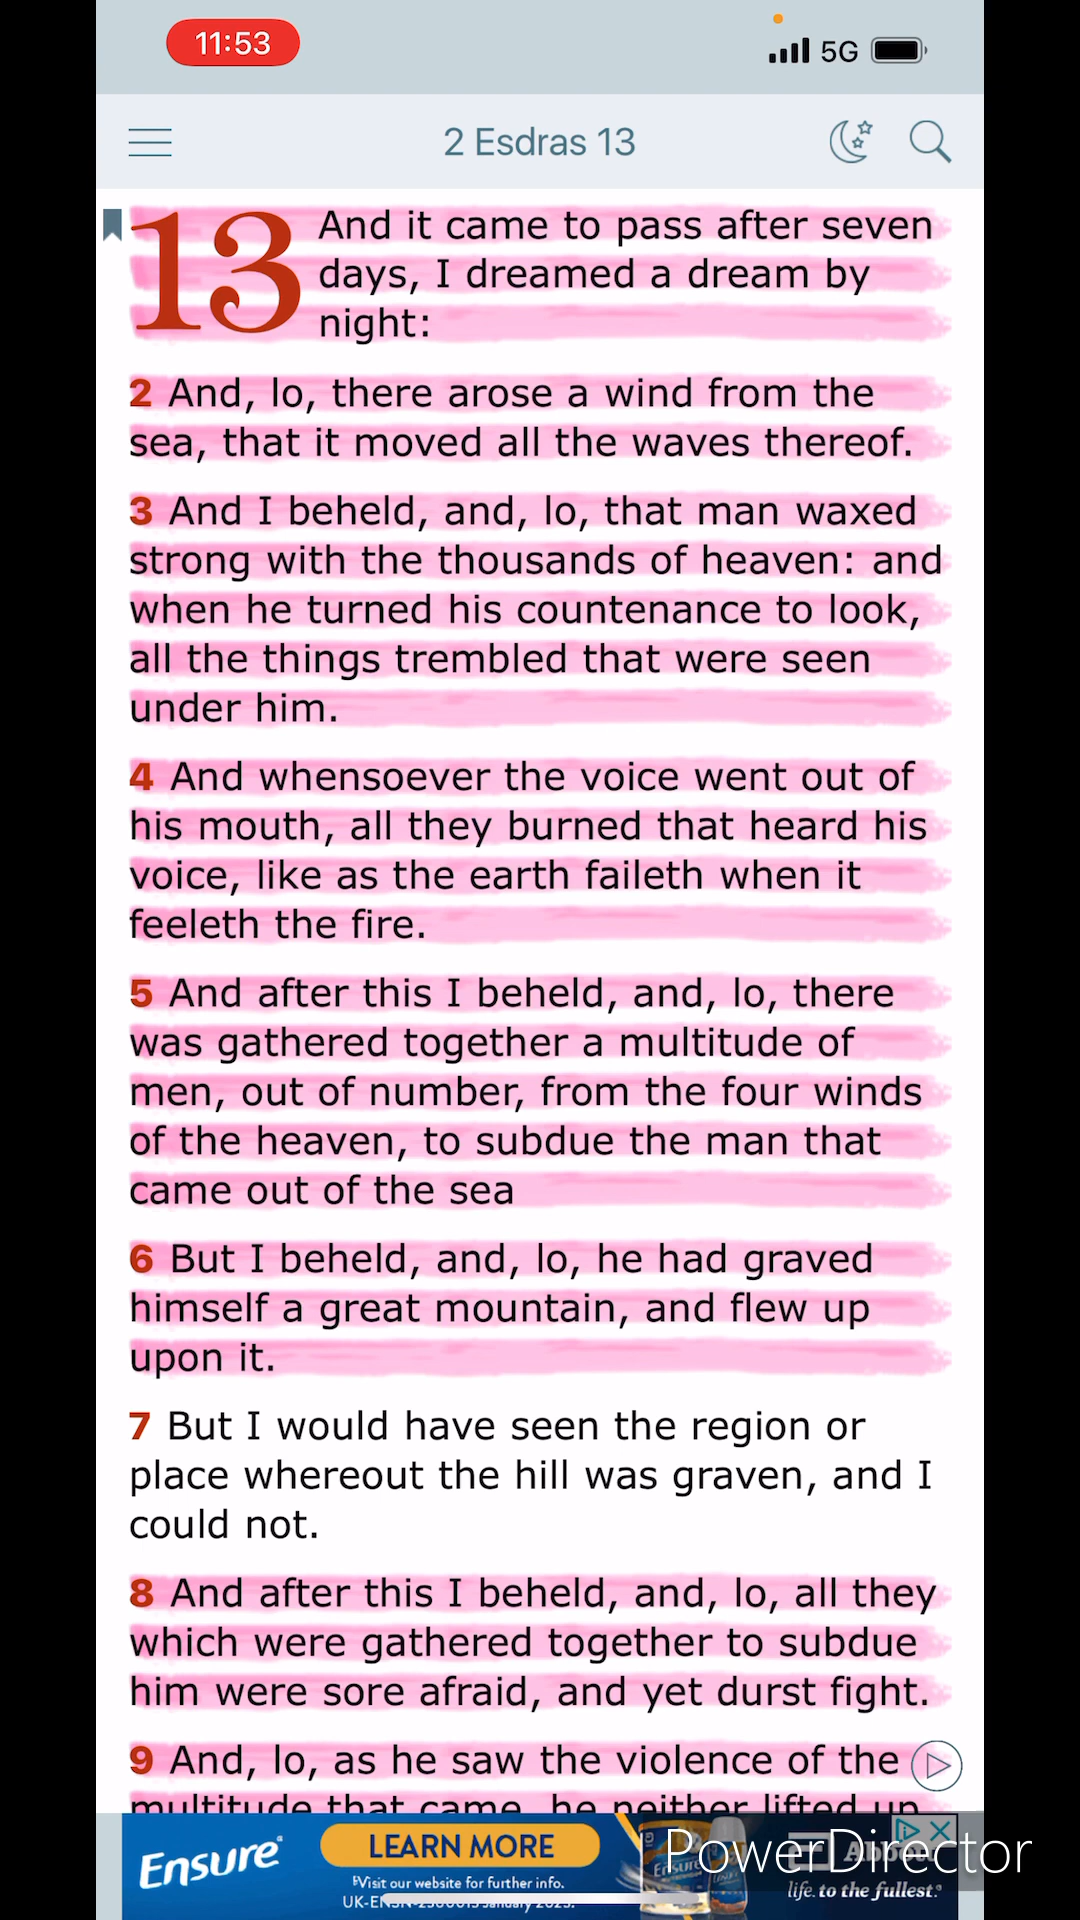 11:53
5G
2 Esdras 13
13 And it came to pass after seven
days, I dreamed a dream by
night:
2 And, lo, there arose a wind from the
sea, that it moved all the waves thereof.
3 And I beheld, and, lo, that man waxed
strong with the thousands of heaven: and
when he turned his countenance to look,
all the things trembled that were seen
under him.
4 And whensoever the voice went out of
his mouth, all they burned that heard his
voice, like as the earth faileth when it
feeleth the fire.
5 And after this I beheld, and, lo, there
was gathered together a multitude of
men, out of number, from the four winds
of the heaven, to subdue the man that
came out of the sea
6 But I beheld, and, lo, he had graved
himself a great mountain, and flew up
upon it.
7 But I would have seen the region or
place whereout the hill was graven, and I
could not.
8 And after this I beheld, and, lo, all they
which were gathered together to subdue
him were sore afraid, and yet durst fight.
9 And, lo, as he saw the violence of the
multitude that came, he neither lifted up
Ensure
LEARN MORE
Visit our website for further info.
Ensure
Abbott
life. to the fullest.®
PowerDirector